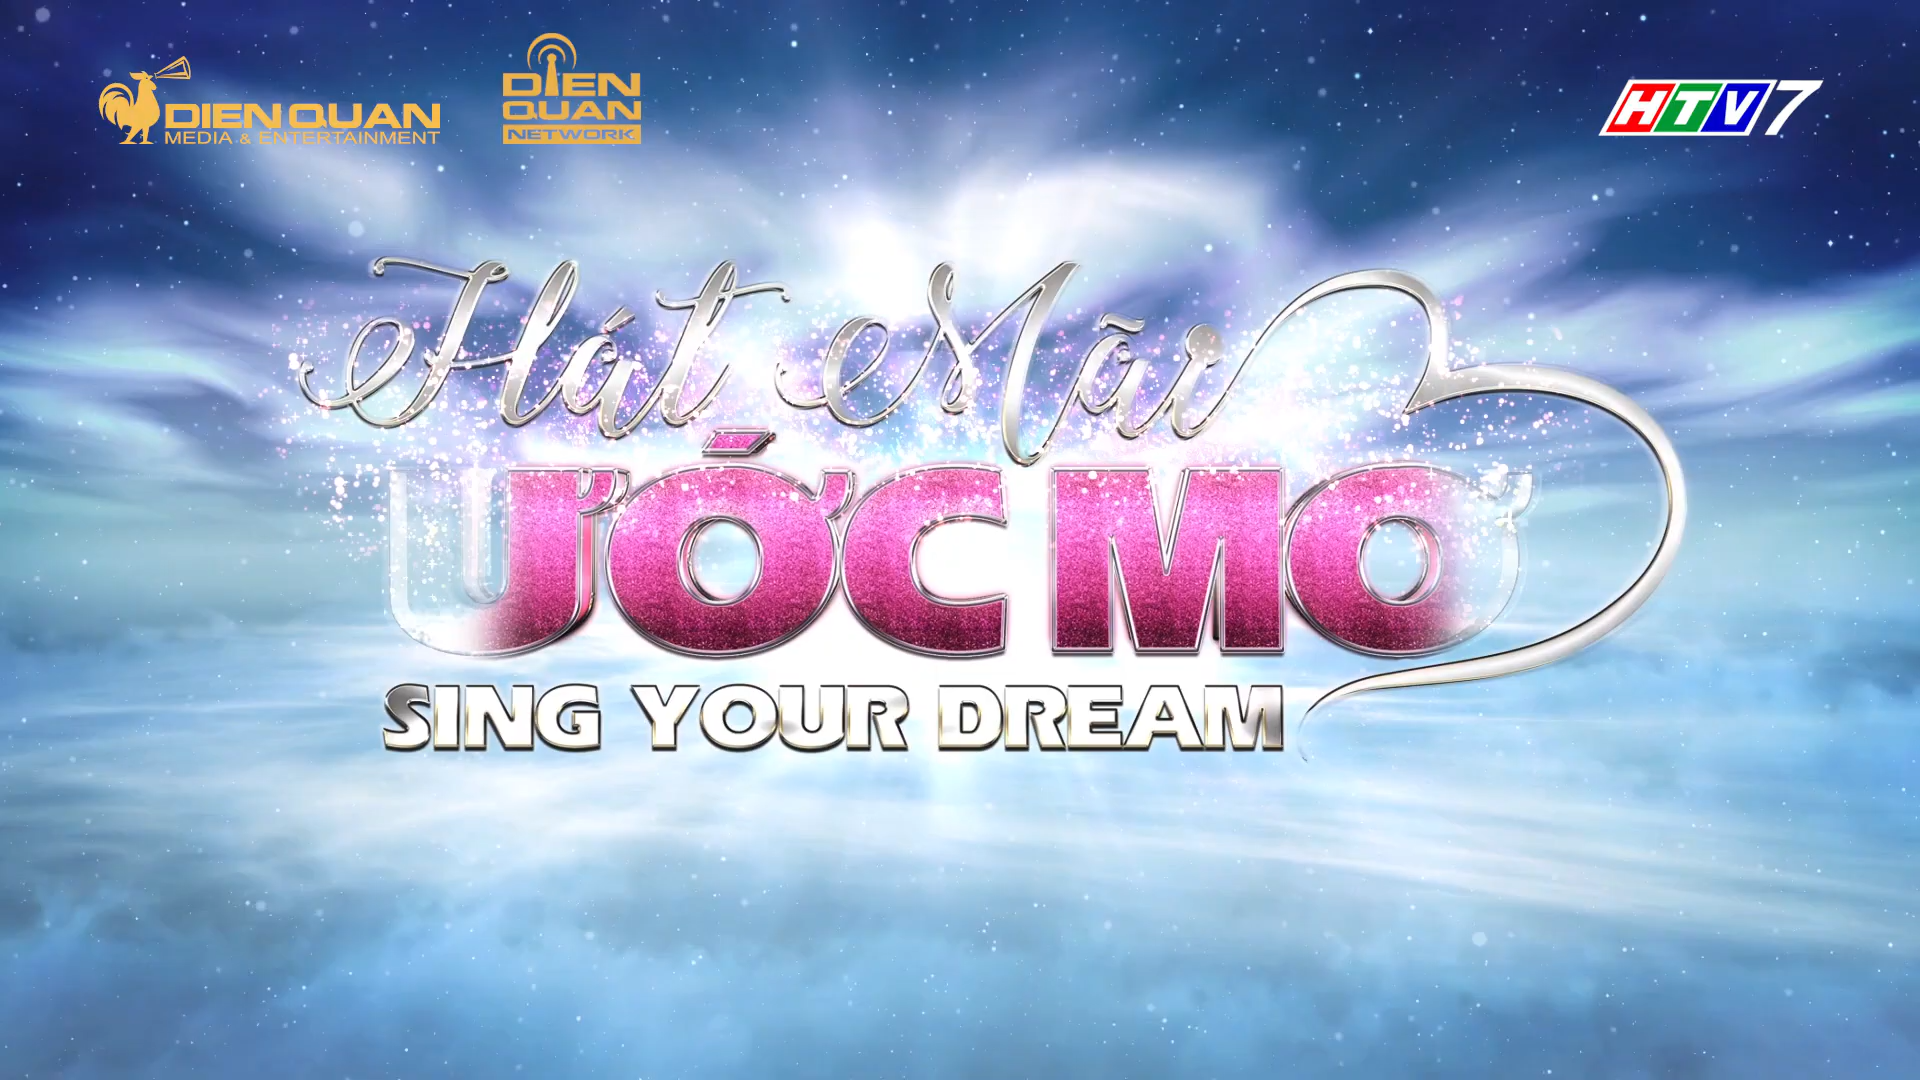 DIEN QUAN
MEDIA & ENTERTAINMENT
DIEN
QUAN
NETWORK
HTV7
Hát Mãi
ƯỚC MƠ
SING YOUR DREAM